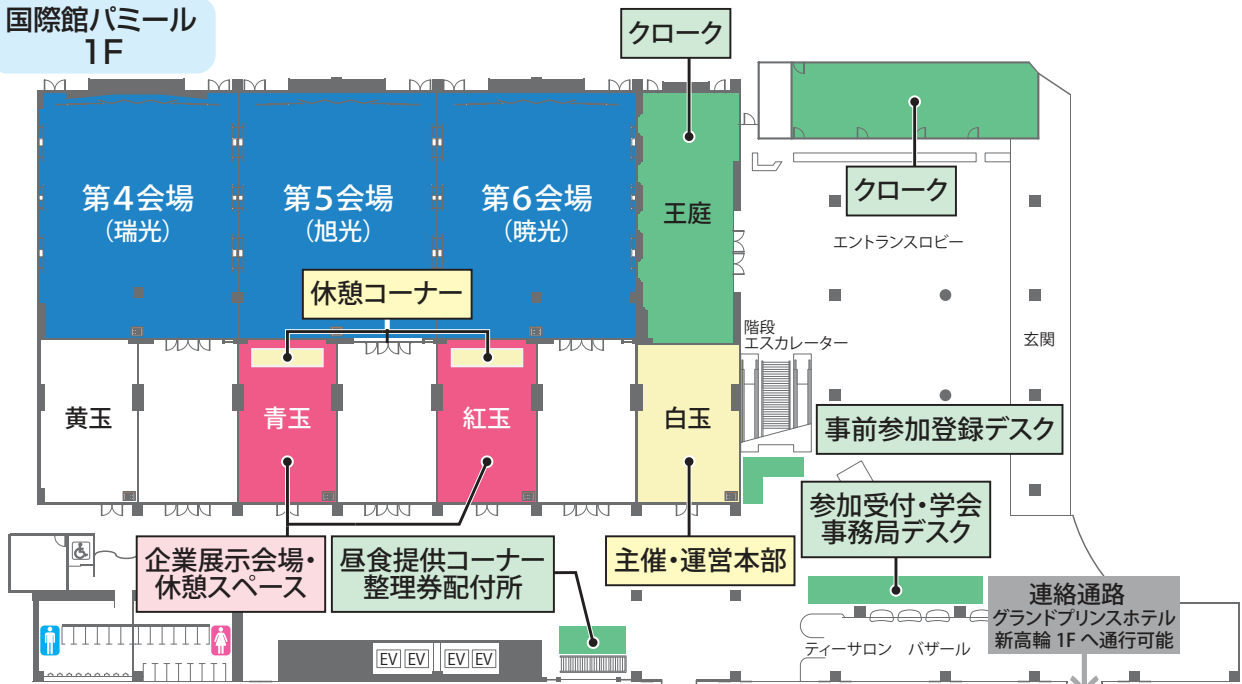 国際館パミール
1F
クローク
クローク
第4会場
（瑞光）
第5会場
（旭光）
第6会場
（暁光）
王庭
エントランスロビー
休憩コーナー
階段
エスカレーター
玄関
黄玉
青玉
紅玉
白玉
事前参加登録デスク
参加受付・学会
事務局デスク
企業展示会場・
休憩スペース
昼食提供コーナー
整理券配付所
主催・運営本部
連絡通路
グランドプリンスホテル
新高輪 1F へ通行可能
ティーサロン バザール
EV EV EV EV